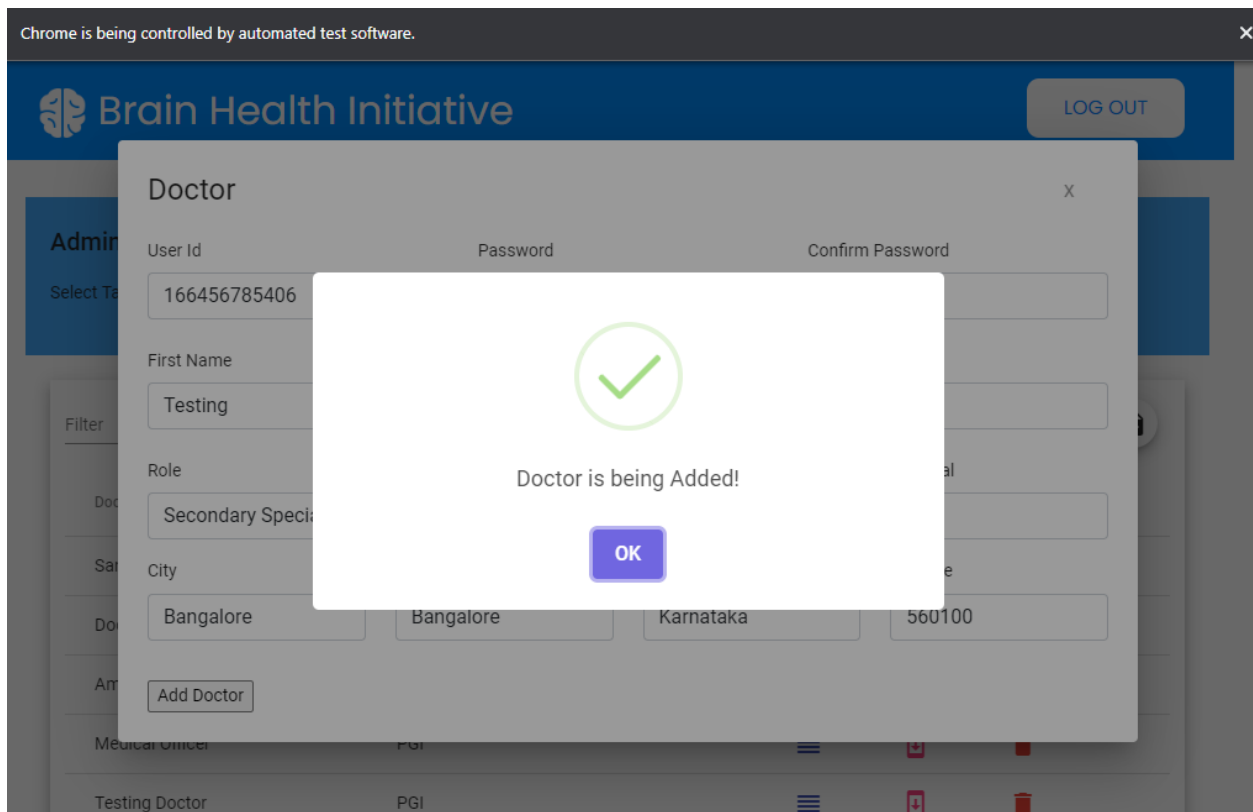 Chrome is being controlled by automated test software.
Brain Health Initiative
LOG OUT
Doctor
X
User Id
Password
Confirm Password
166456785406
First Name
Testing
Filter
Role
Doctor is being Added!
Secondary
OK
City
Bangalore
Bangalore
Karnataka
560100
Add Doctor
Medical Officer
PGI
Testing Doctor
PGI